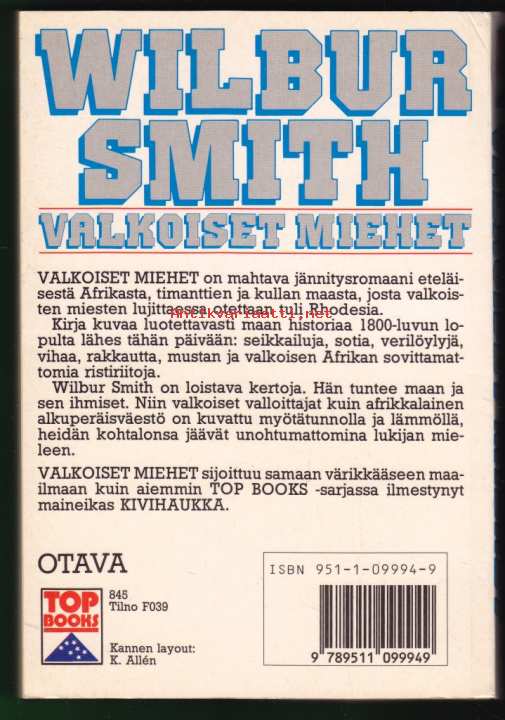 WILBUR
SMITH
VALKOISET MIEHET
VALKOISET MIEHET on mahtava jännitysromaani eteläi-
sestä Afrikasta, timanttien ja kullan maasta, josta valkois-
ten miesten lujittaessa otettaan tuli Rhodesia.
Antikvariaatti.net
Kirja kuvaa luotettavasti maan historiaa 1800-luvun lo-
pulta lähes tähän päivään: seikkailuja, sotia, verilöylyjä,
vihaa, rakkautta, mustan ja valkoisen Afrikan sovittamat-
tomia ristiriitoja.
Wilbur Smith on loistava kertoja. Hän tuntee maan ja
sen ihmiset. Niin valkoiset valloittajat kuin afrikkalainen
alkuperäisväestö on kuvattu myötätunnolla ja lämmöllä,
heidän kohtalonsa jäävät unohtumattomina lukijan mie-
leen.
VALKOISET MIEHET sijoittuu samaan värikkääseen maa-
ilmaan kuin aiemmin TOP BOOKS -sarjassa ilmestynyt
maineikas KIVIHAUKKA.
OTAVA
TOP
BOOKS
845
Tilno F039
Kannen layout:
K. Allén
ISBN 951-1-09994-9
9 789511 099949